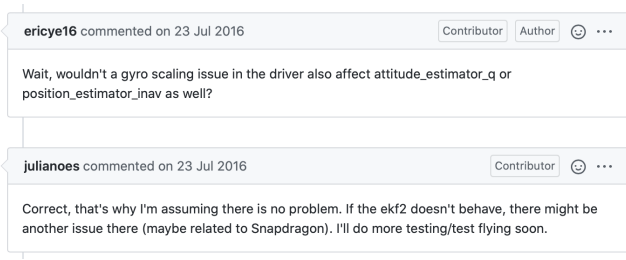 ericye16 commented on 23 Jul 2016 Contributor Author
Wait, wouldn't a gyro scaling issue in the driver also affect attitude_estimator_q or
position_estimator_inav as well?
julianoes commented on 23 Jul 2016 Contributor
Correct, that's why I'm assuming there is no problem. If the ekf2 doesn't behave, there might be
another issue there (maybe related to Snapdragon). I'll do more testing/test flying soon.